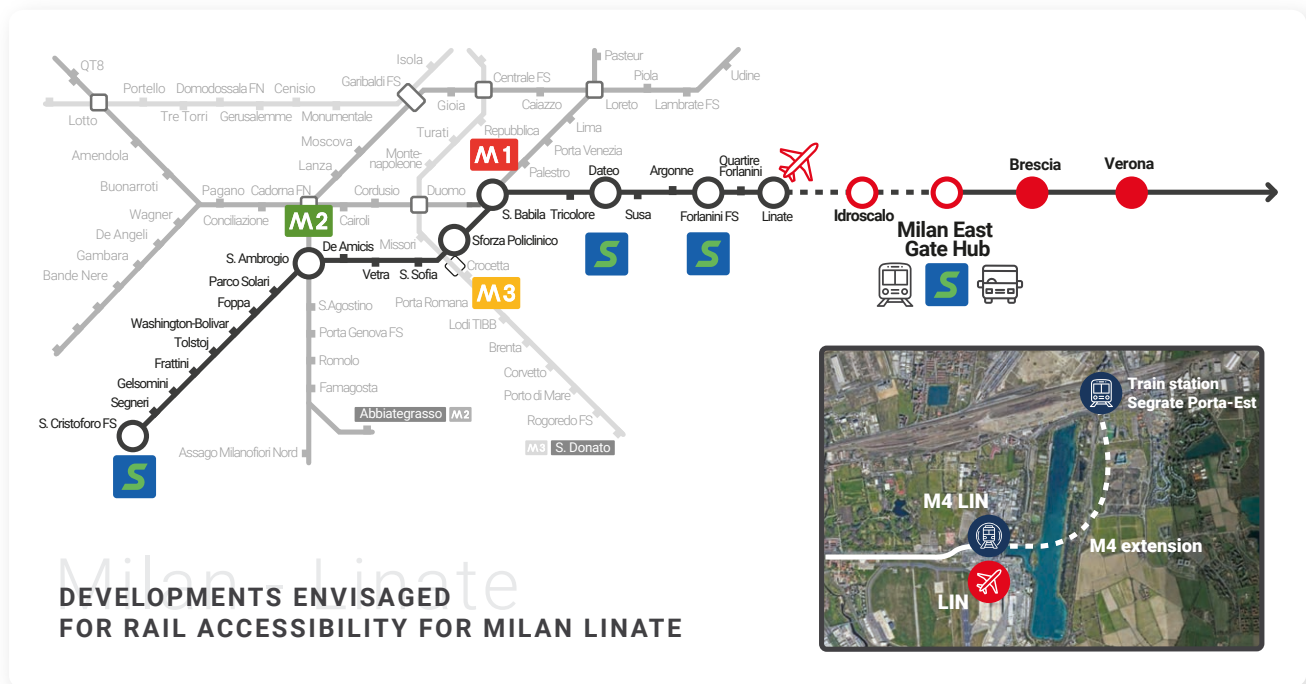 QT8
Portello
Domodossala FN
Cenisio
Isola
Garibaldi FS
Lotto
Tre Torri
Gerusalemme
Monumentale
Gioia
Centrale FS
Caiazzo
Pasteur
Piola
Udine
Loreto
Lambrate FS
Amendola
Buonarroti
Wagner
De Angeli
Gambara
Bande Nere
Moscova
Lanza
Turati
Repubblica
Lima
Porta Venezia
Palestro
Monte-
napoleone
Pagano
Cadorna FN
Cordusio
Duomo
Conciliazione
Cairoli
M1
M2
M3
S. Babila
Tricolore
Dateo
Susa
Argonne
Forlanini FS
Quartire
Forlanini
Linate
Idroscalo
Milan East
Gate Hub
Brescia
Verona
S
S
S
Sforza Policlinico
Missori
Crocetta
S. Ambrogio
De Amicis
Vetra
S. Sofia
Parco Solari
Foppa
Washington-Bolivar
Tolstoj
Frattini
Gelsomini
Segneri
S. Cristoforo FS
S
S.Agostino
Porta Genova FS
Romolo
Famagosta
Abbiategrasso M2
Assago Milanofiori Nord
Porta Romana
Lodi TIBB
Brenta
Corvetto
Porto di Mare
Rogoredo FS
M3 S. Donato
Train station
Segrate Porta-Est
M4 LIN
M4 extension
LIN
Milan - Linate
DEVELOPMENTS ENVISAGED
FOR RAIL ACCESSIBILITY FOR MILAN LINATE